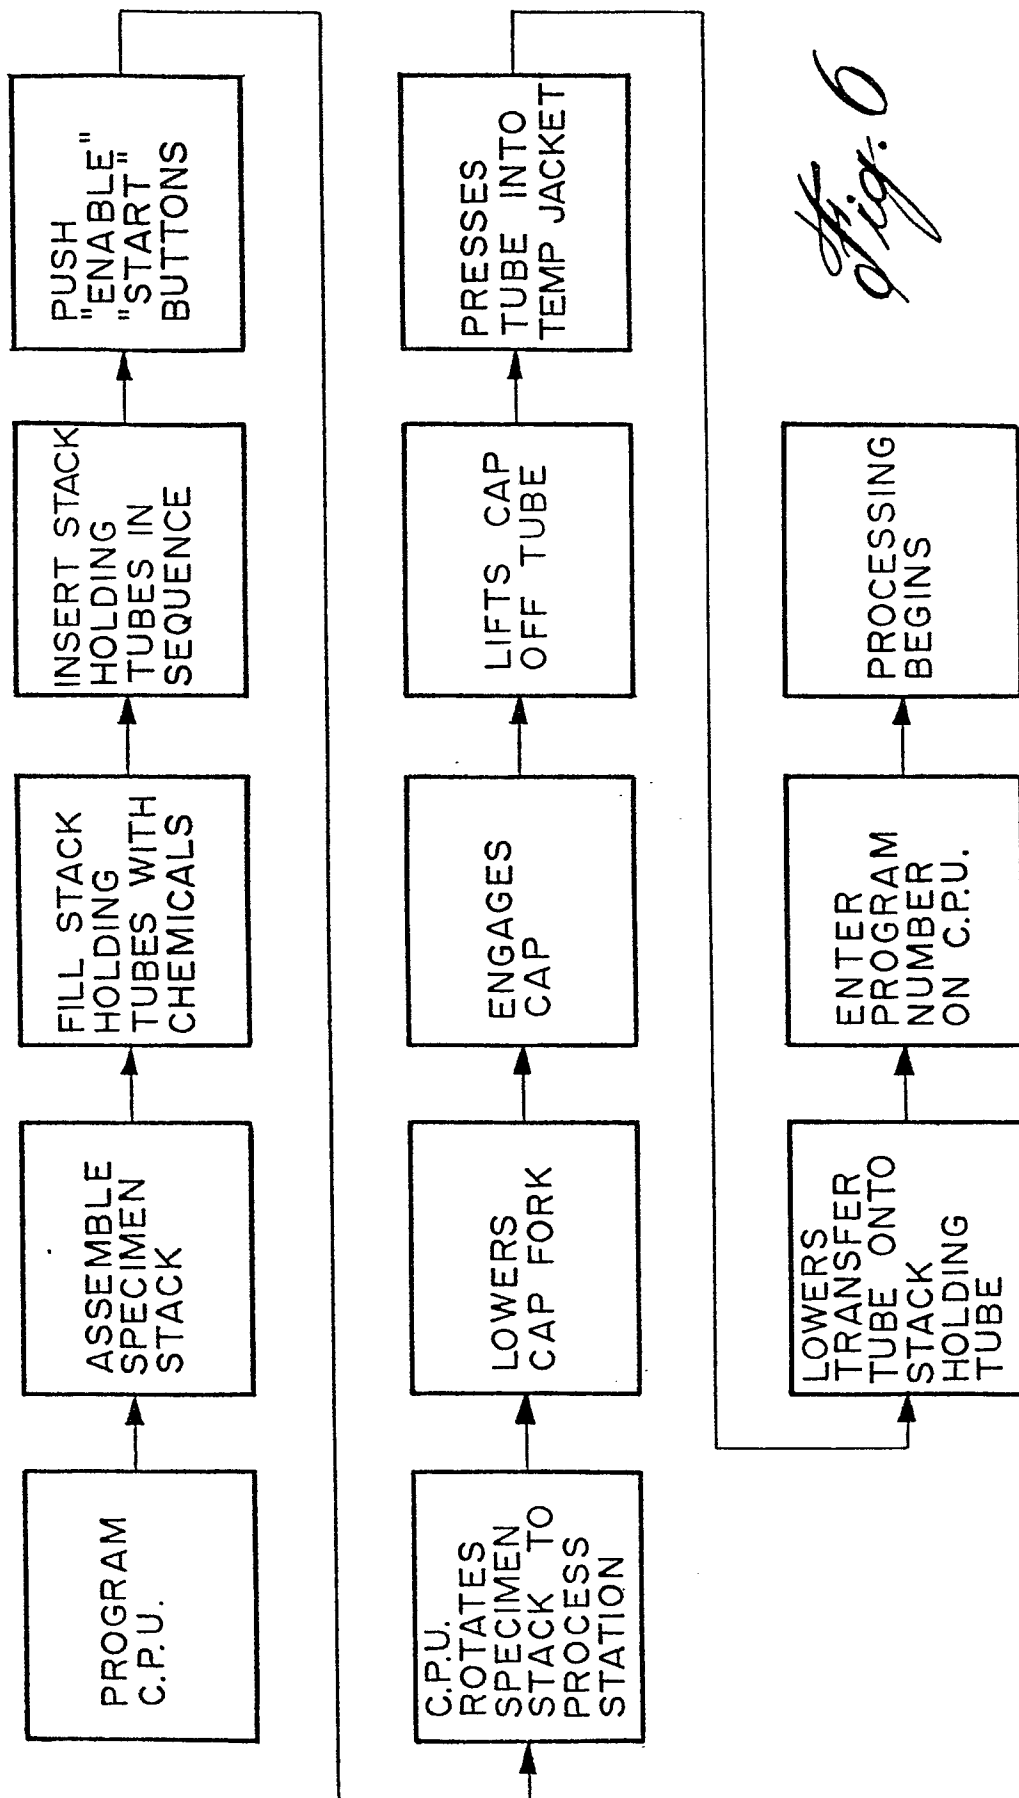 PROGRAM
C.P.U.
ASSEMBLE
SPECIMEN
STACK
FILL STACK
HOLDING
TUBES WITH
CHEMICALS
INSERT STACK
HOLDING
TUBES IN
SEQUENCE
PUSH
"ENABLE"
"START"
BUTTONS
C.P.U.
ROTATES
SPECIMEN
STACK TO
PROCESS
STATION
LOWERS
CAP FORK
ENGAGES
CAP
LIFTS CAP
OFF TUBE
PRESSES
TUBE INTO
TEMP JACKET
LOWERS
TRANSFER
TUBE ONTO
STACK
HOLDING
TUBE
ENTER
PROGRAM
NUMBER
ON C.P.U.
PROCESSING
BEGINS
Fig. 6